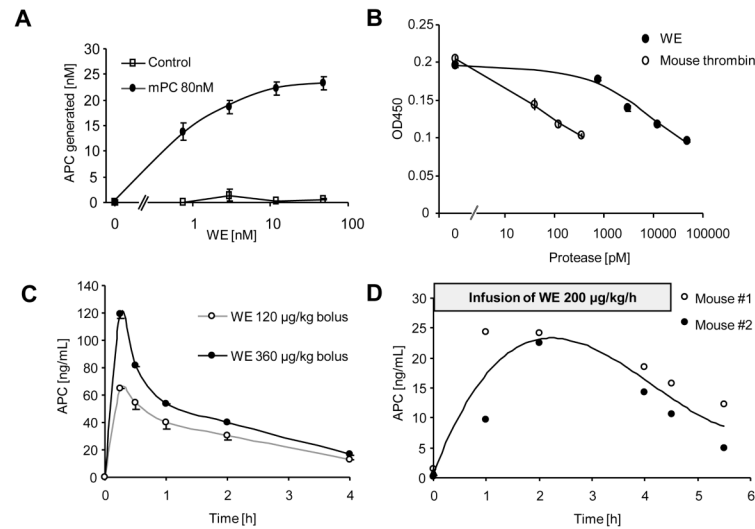 A
APC generated [nM]
30
25
20
15
10
5
0
Control
mPC 80nM
0
1
10
100
WE [nM]
B
OD450
0.25
0.2
0.15
0.1
0.05
0
WE
Mouse thrombin
0
10
100
1000
10000
100000
Protease [pM]
C
APC [ng/mL]
140
120
100
80
60
40
20
0
WE 120 µg/kg bolus
WE 360 µg/kg bolus
0
1
2
3
4
Time [h]
D
APC [ng/mL]
30
25
20
15
10
5
0
Infusion of WE 200 µg/kg/h
Mouse #1
Mouse #2
0
1
2
3
4
5
6
Time [h]